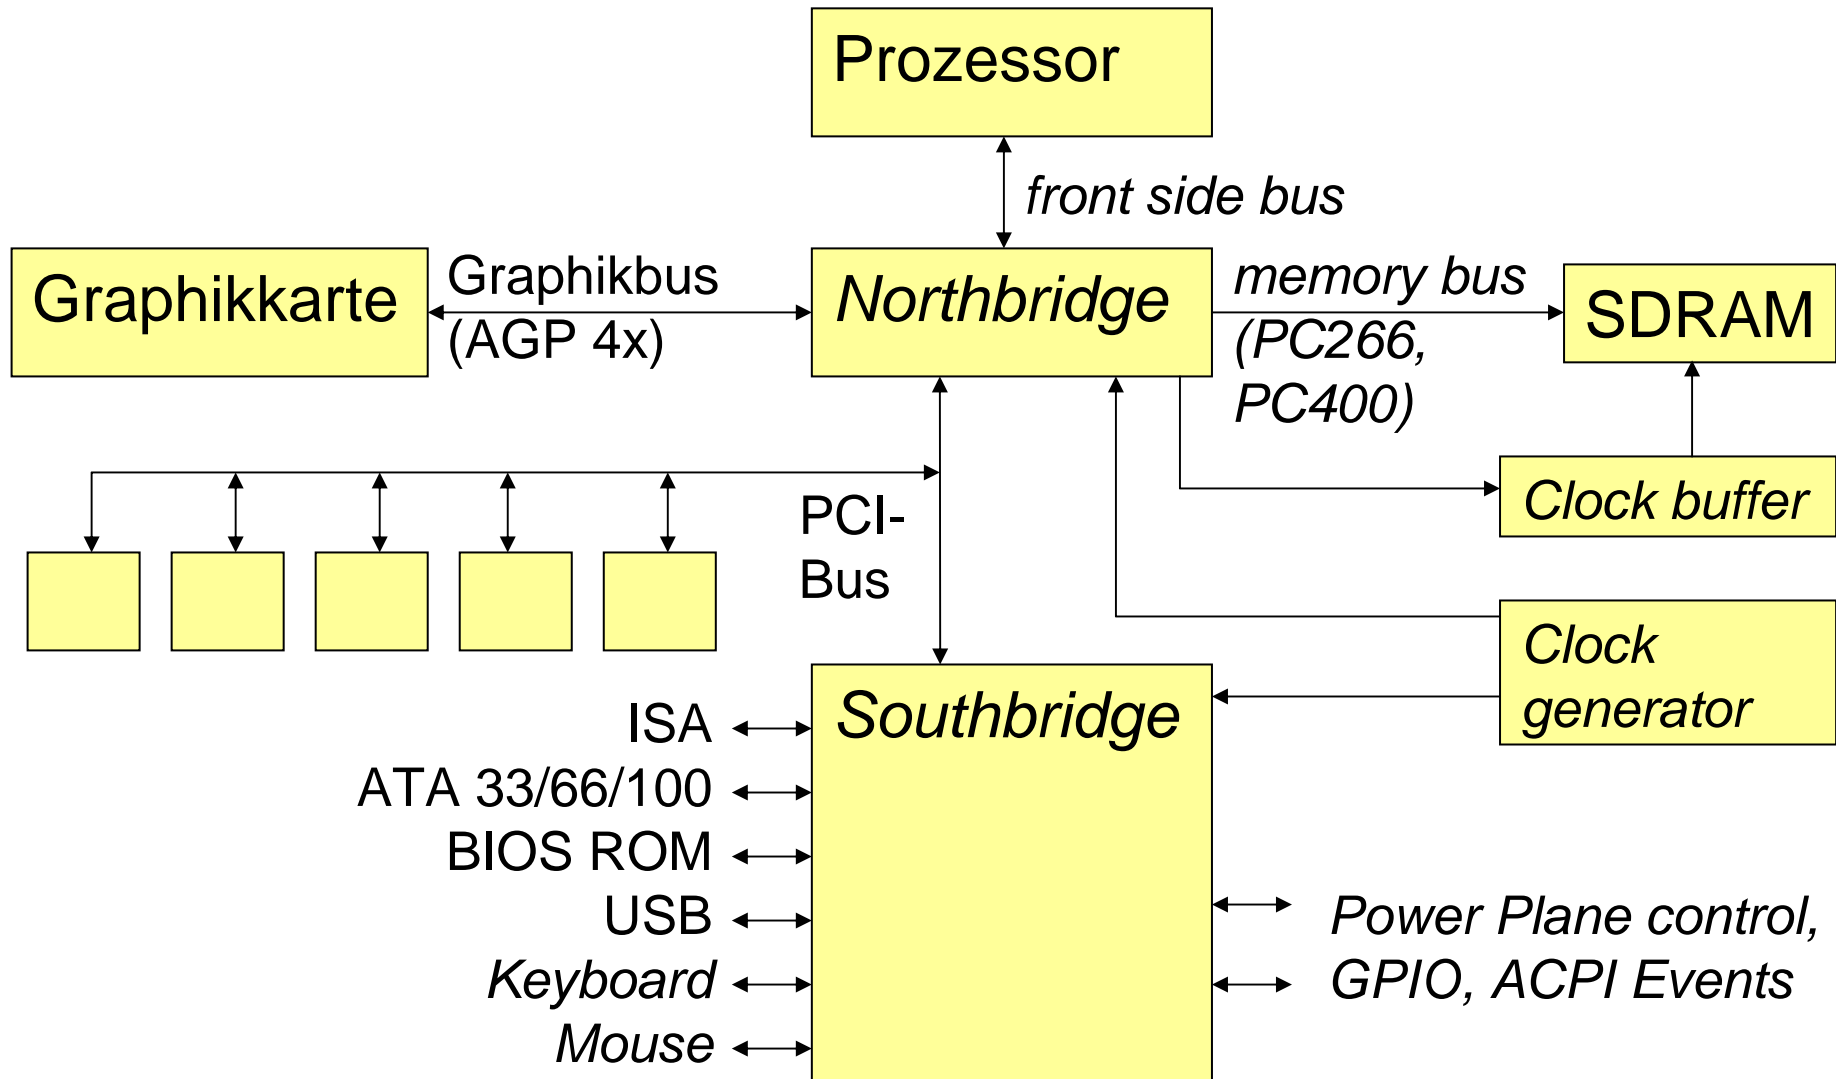 Prozessor
front side bus
Graphikkarte
Graphikbus
(AGP 4x)
Northbridge
memory bus
(PC266,
PC400)
SDRAM
PCI-
Bus
Clock buffer
Clock
generator
Southbridge
ISA
ATA 33/66/100
BIOS ROM
USB
Keyboard
Mouse
Power Plane control,
GPIO, ACPI Events